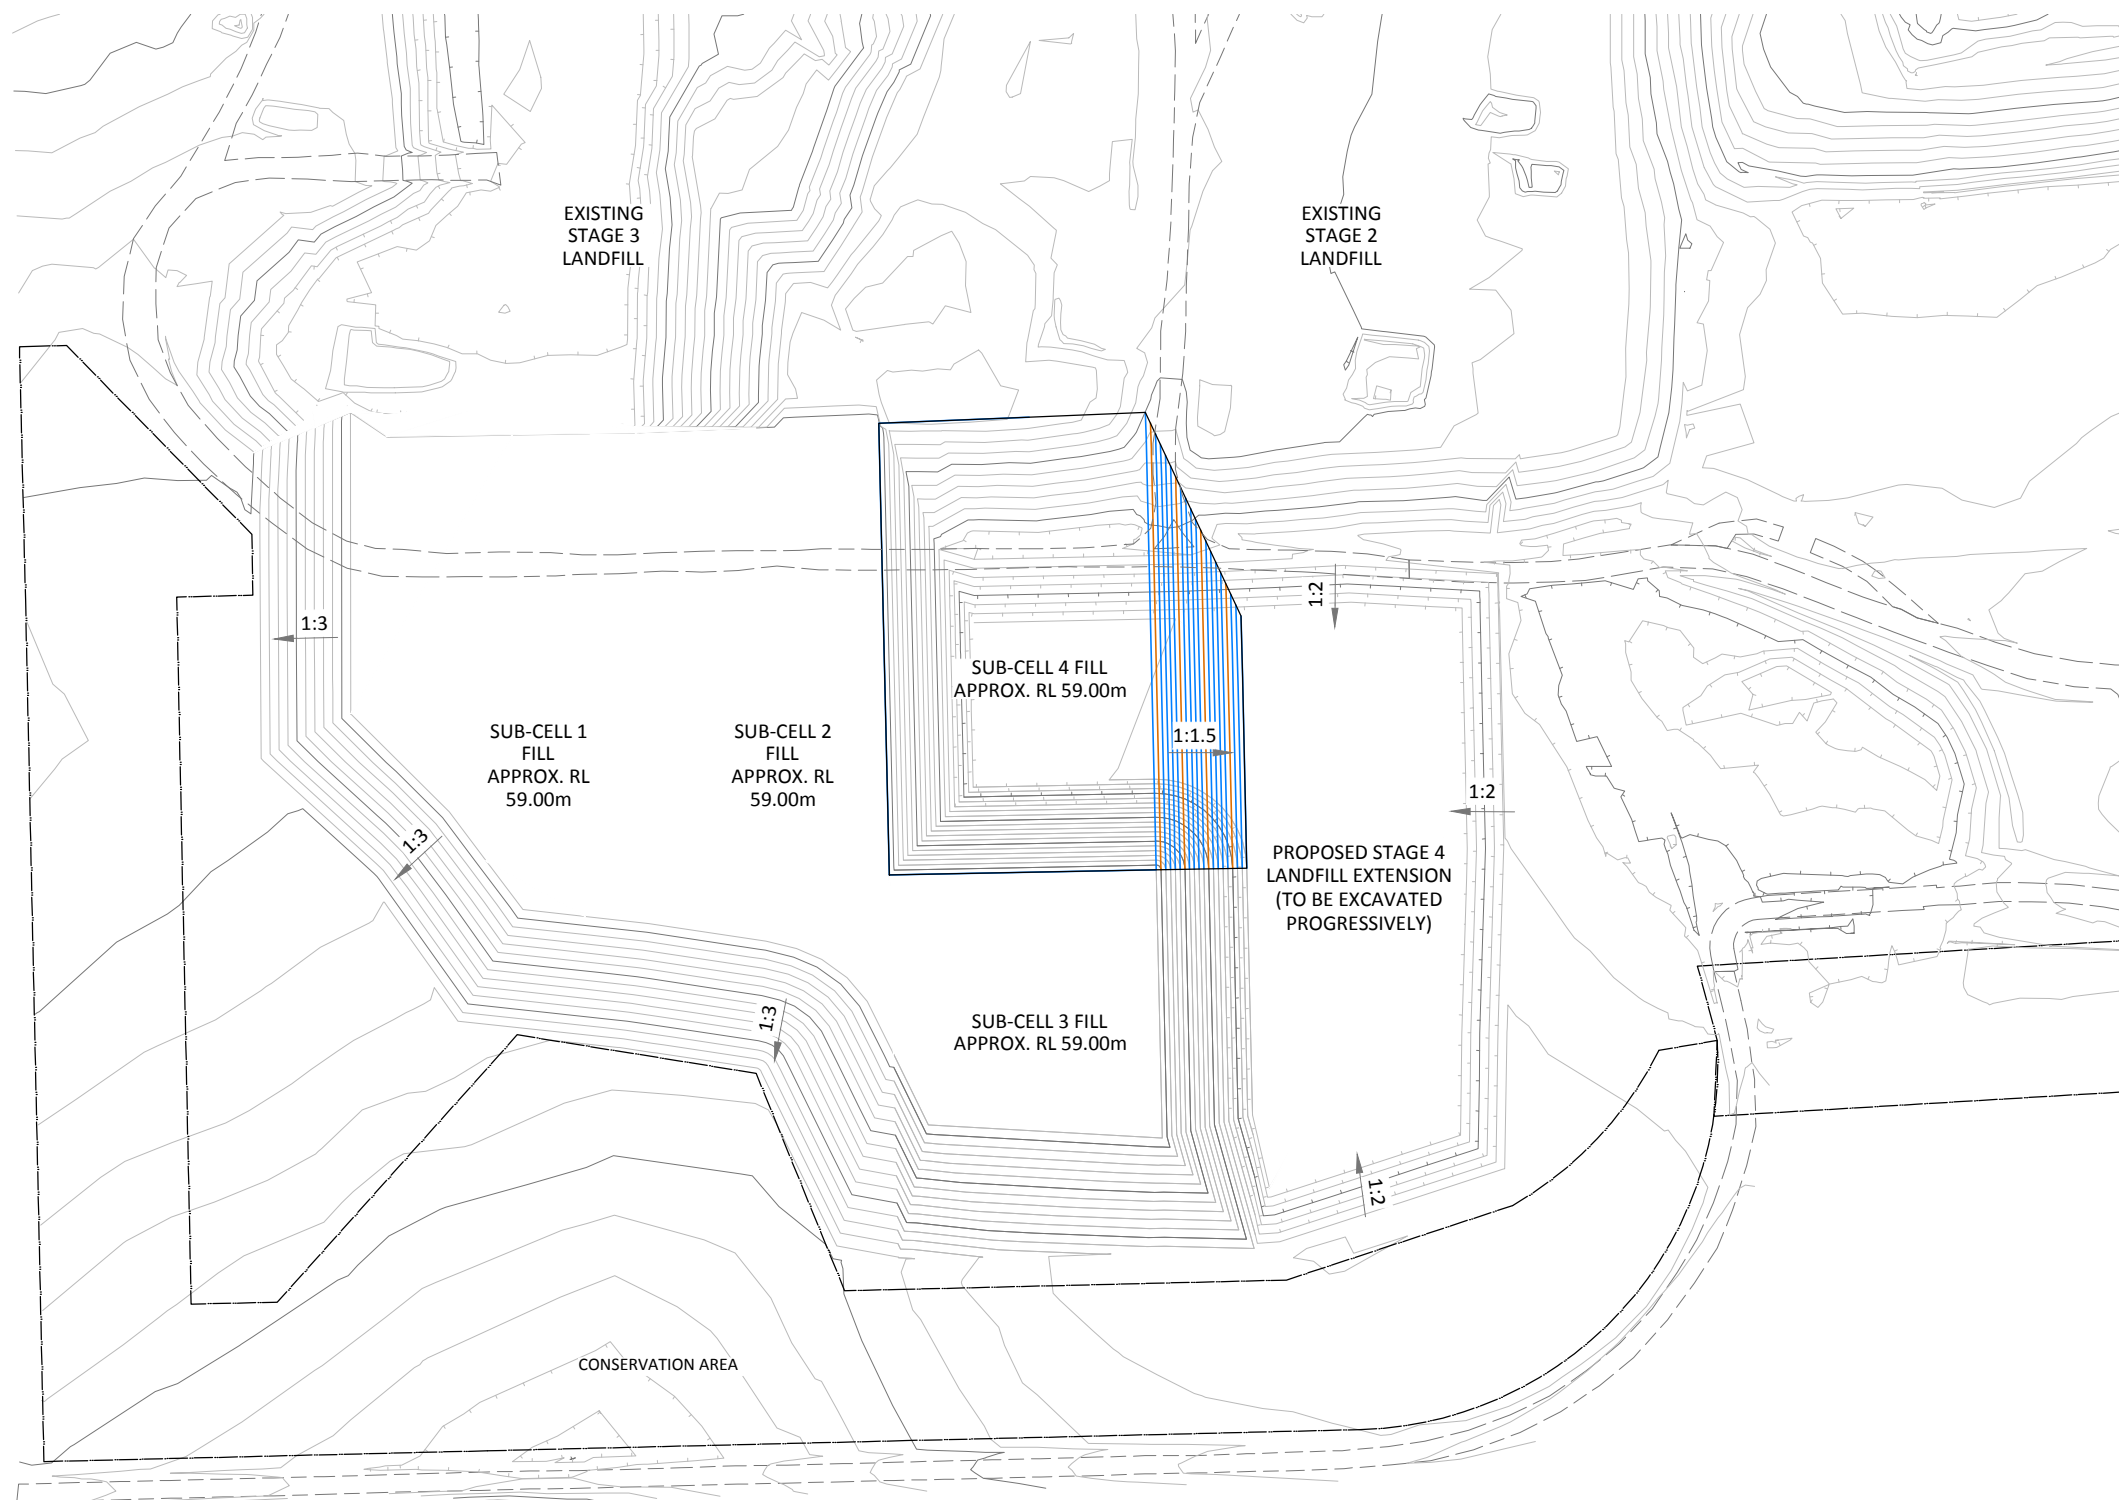 EXISTING
STAGE 3
LANDFILL
EXISTING
STAGE 2
LANDFILL
1:2
1:3
SUB-CELL 4 FILL
APPROX. RL 59.00m
1:1.5
SUB-CELL 1
FILL
APPROX. RL
59.00m
SUB-CELL 2
FILL
APPROX. RL
59.00m
1:2
1:3
PROPOSED STAGE 4
LANDFILL EXTENSION
(TO BE EXCAVATED
PROGRESSIVELY)
1:3
SUB-CELL 3 FILL
APPROX. RL 59.00m
1:2
CONSERVATION AREA